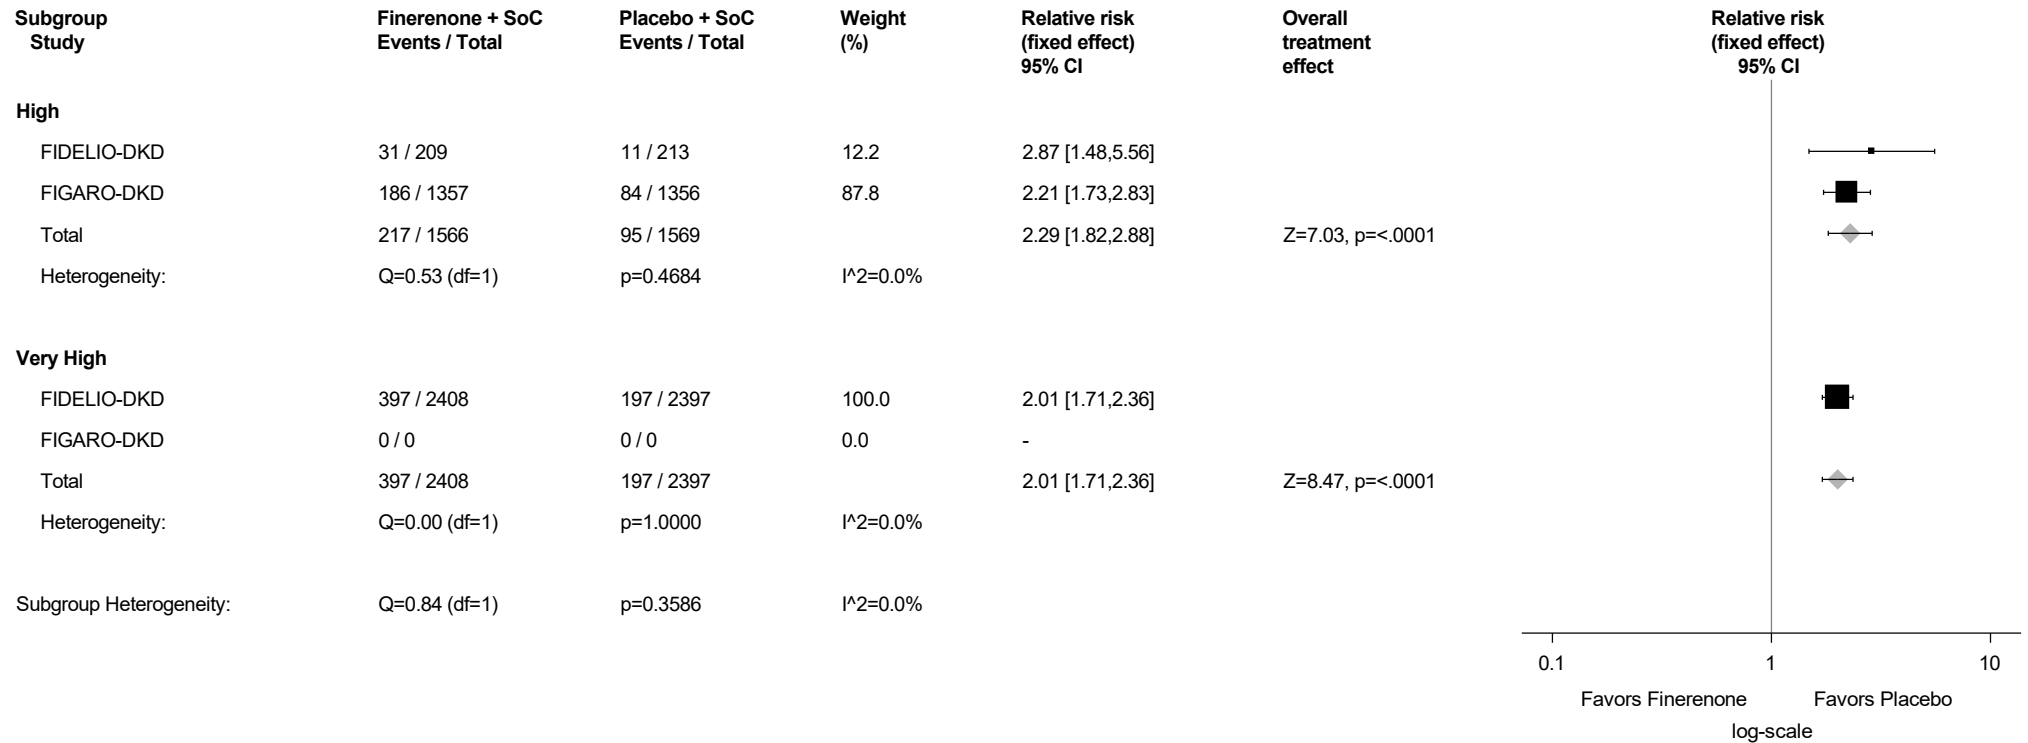 Subgroup Finerenone + SoC Placebo + SoC Weight Relative risk Overall Relative risk
Study Events / Total Events / Total (%) (fixed effect) treatment (fixed effect)
95% CI effect 95% CI
High
FIDELIO-DKD 31 / 209 11 / 213 12.2 2.87 [1.48,5.56]
FIGARO-DKD 186 / 1357 84 / 1356 87.8 2.21 [1.73,2.83]
Total 217 / 1566 95 / 1569 2.29 [1.82,2.88] Z=7.03, p=<.0001
Heterogeneity: Q=0.53 (df=1) p=0.4684 I^2=0.0%
Very High
FIDELIO-DKD 397 / 2408 197 / 2397 100.0 2.01 [1.71,2.36]
FIGARO-DKD 0 / 0 0 / 0 0.0 -
Total 397 / 2408 197 / 2397 2.01 [1.71,2.36] Z=8.47, p=<.0001
Heterogeneity: Q=0.00 (df=1) p=1.0000 I^2=0.0%
Subgroup Heterogeneity: Q=0.84 (df=1) p=0.3586 I^2=0.0%
0.1 1 10
Favors Finerenone Favors Placebo
log-scale